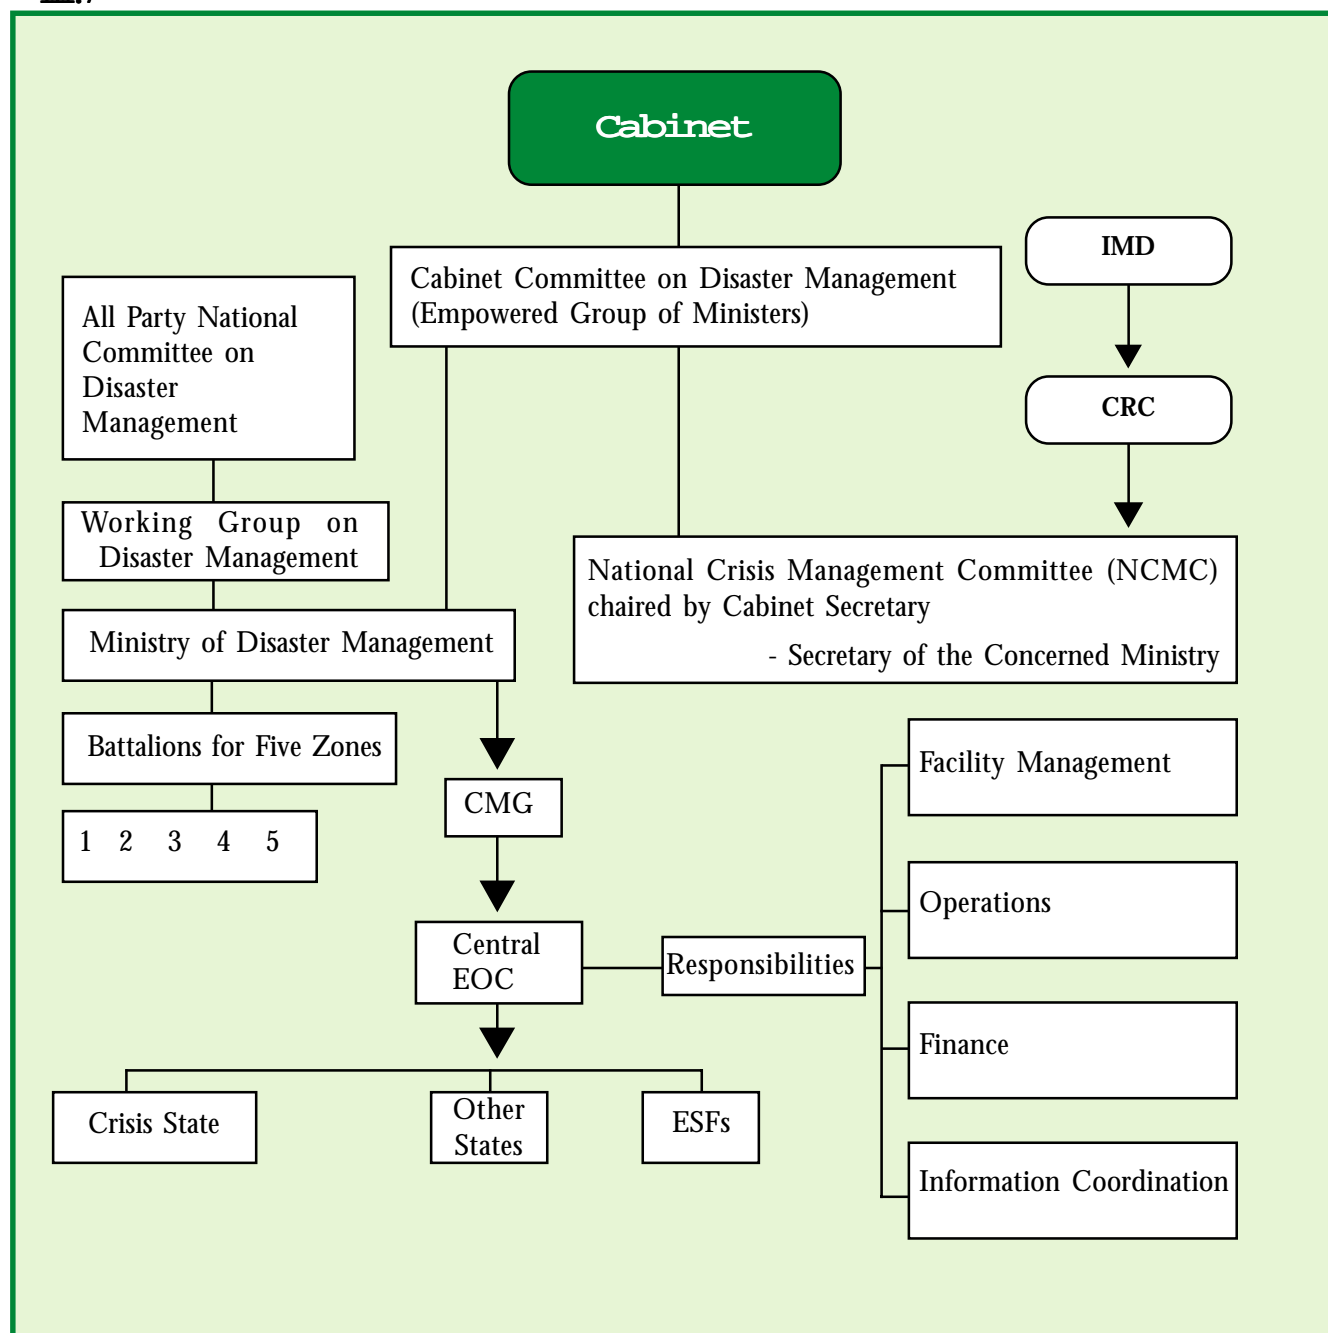 Cabinet
Cabinet Committee on Disaster Management
(Empowered Group of Ministers)
IMD
All Party National
Committee on
Disaster
Management
CRC
Working Group on
Disaster Management
National Crisis Management Committee (NCMC)
chaired by Cabinet Secretary
- Secretary of the Concerned Ministry
Ministry of Disaster Management
Battalions for Five Zones
1 2 3 4 5
CMG
Central
EOC
Responsibilities
Facility Management
Operations
Finance
Information Coordination
Crisis State
Other
States
ESFs